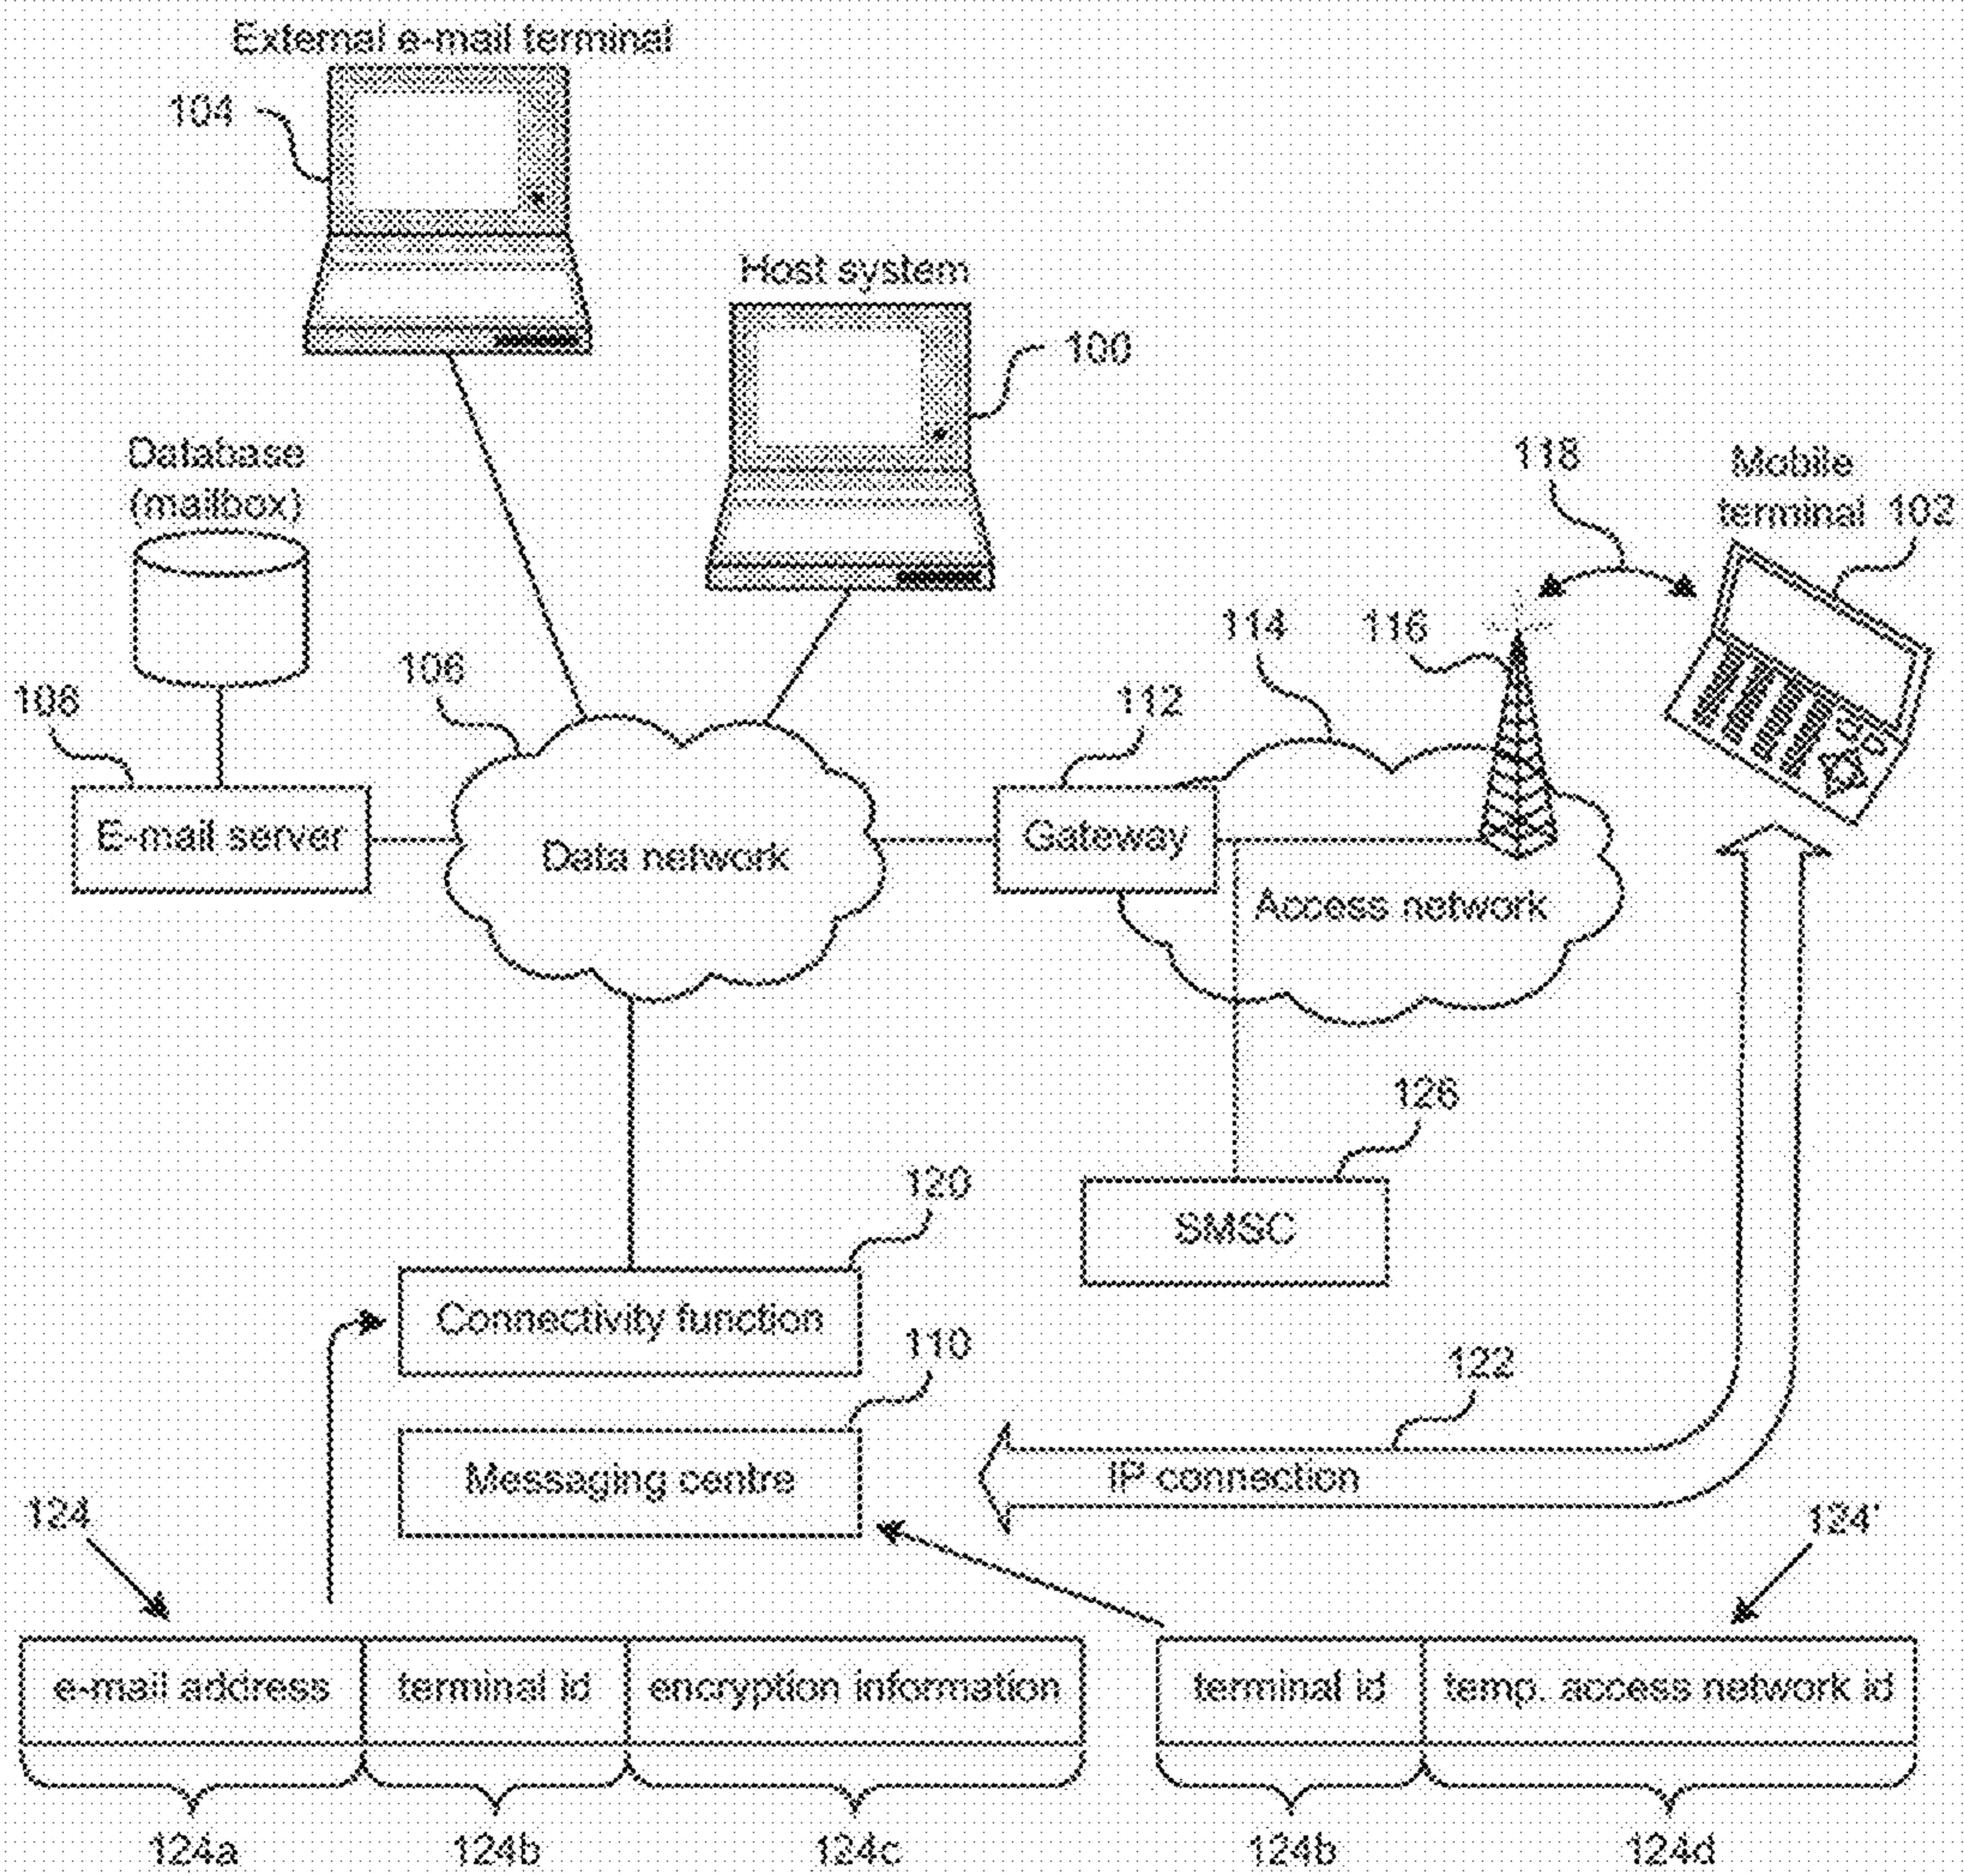 External e-mail terminal
104
Host system
100
Database
(mailbox)
118
Mobile
terminal 102
108
106
112
114
116
E-mail server
Data network
Gateway
Access network
126
SMSC
120
Connectivity function
110
Messaging centre
122
IP connection
124
124'
e-mail address
terminal id
encryption information
terminal id
temp. access network id
124a
124b
124c
124b
124d